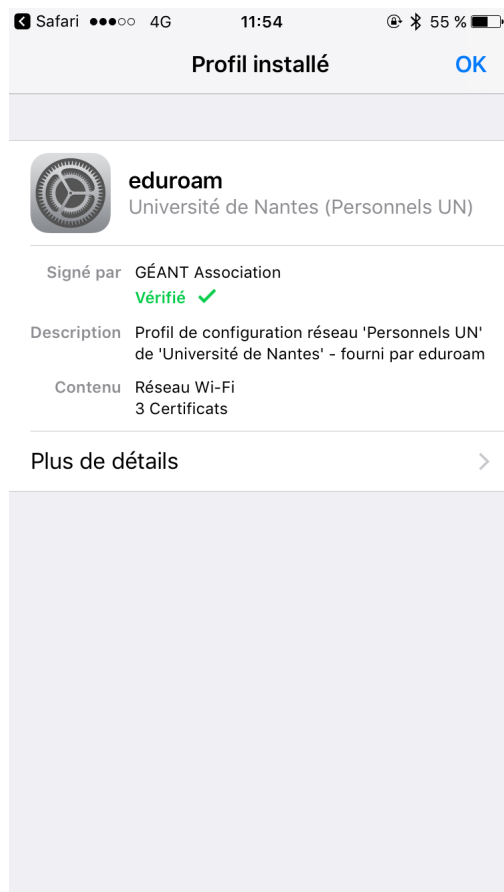 Safari 4G 11:54 55 %
Profil installé OK
eduroam
Université de Nantes (Personnels UN)
Signé par GÉANT Association
Vérifié
Description Profil de configuration réseau 'Personnels UN'
de 'Université de Nantes' - fourni par eduroam
Contenu Réseau Wi-Fi
3 Certificats
Plus de détails